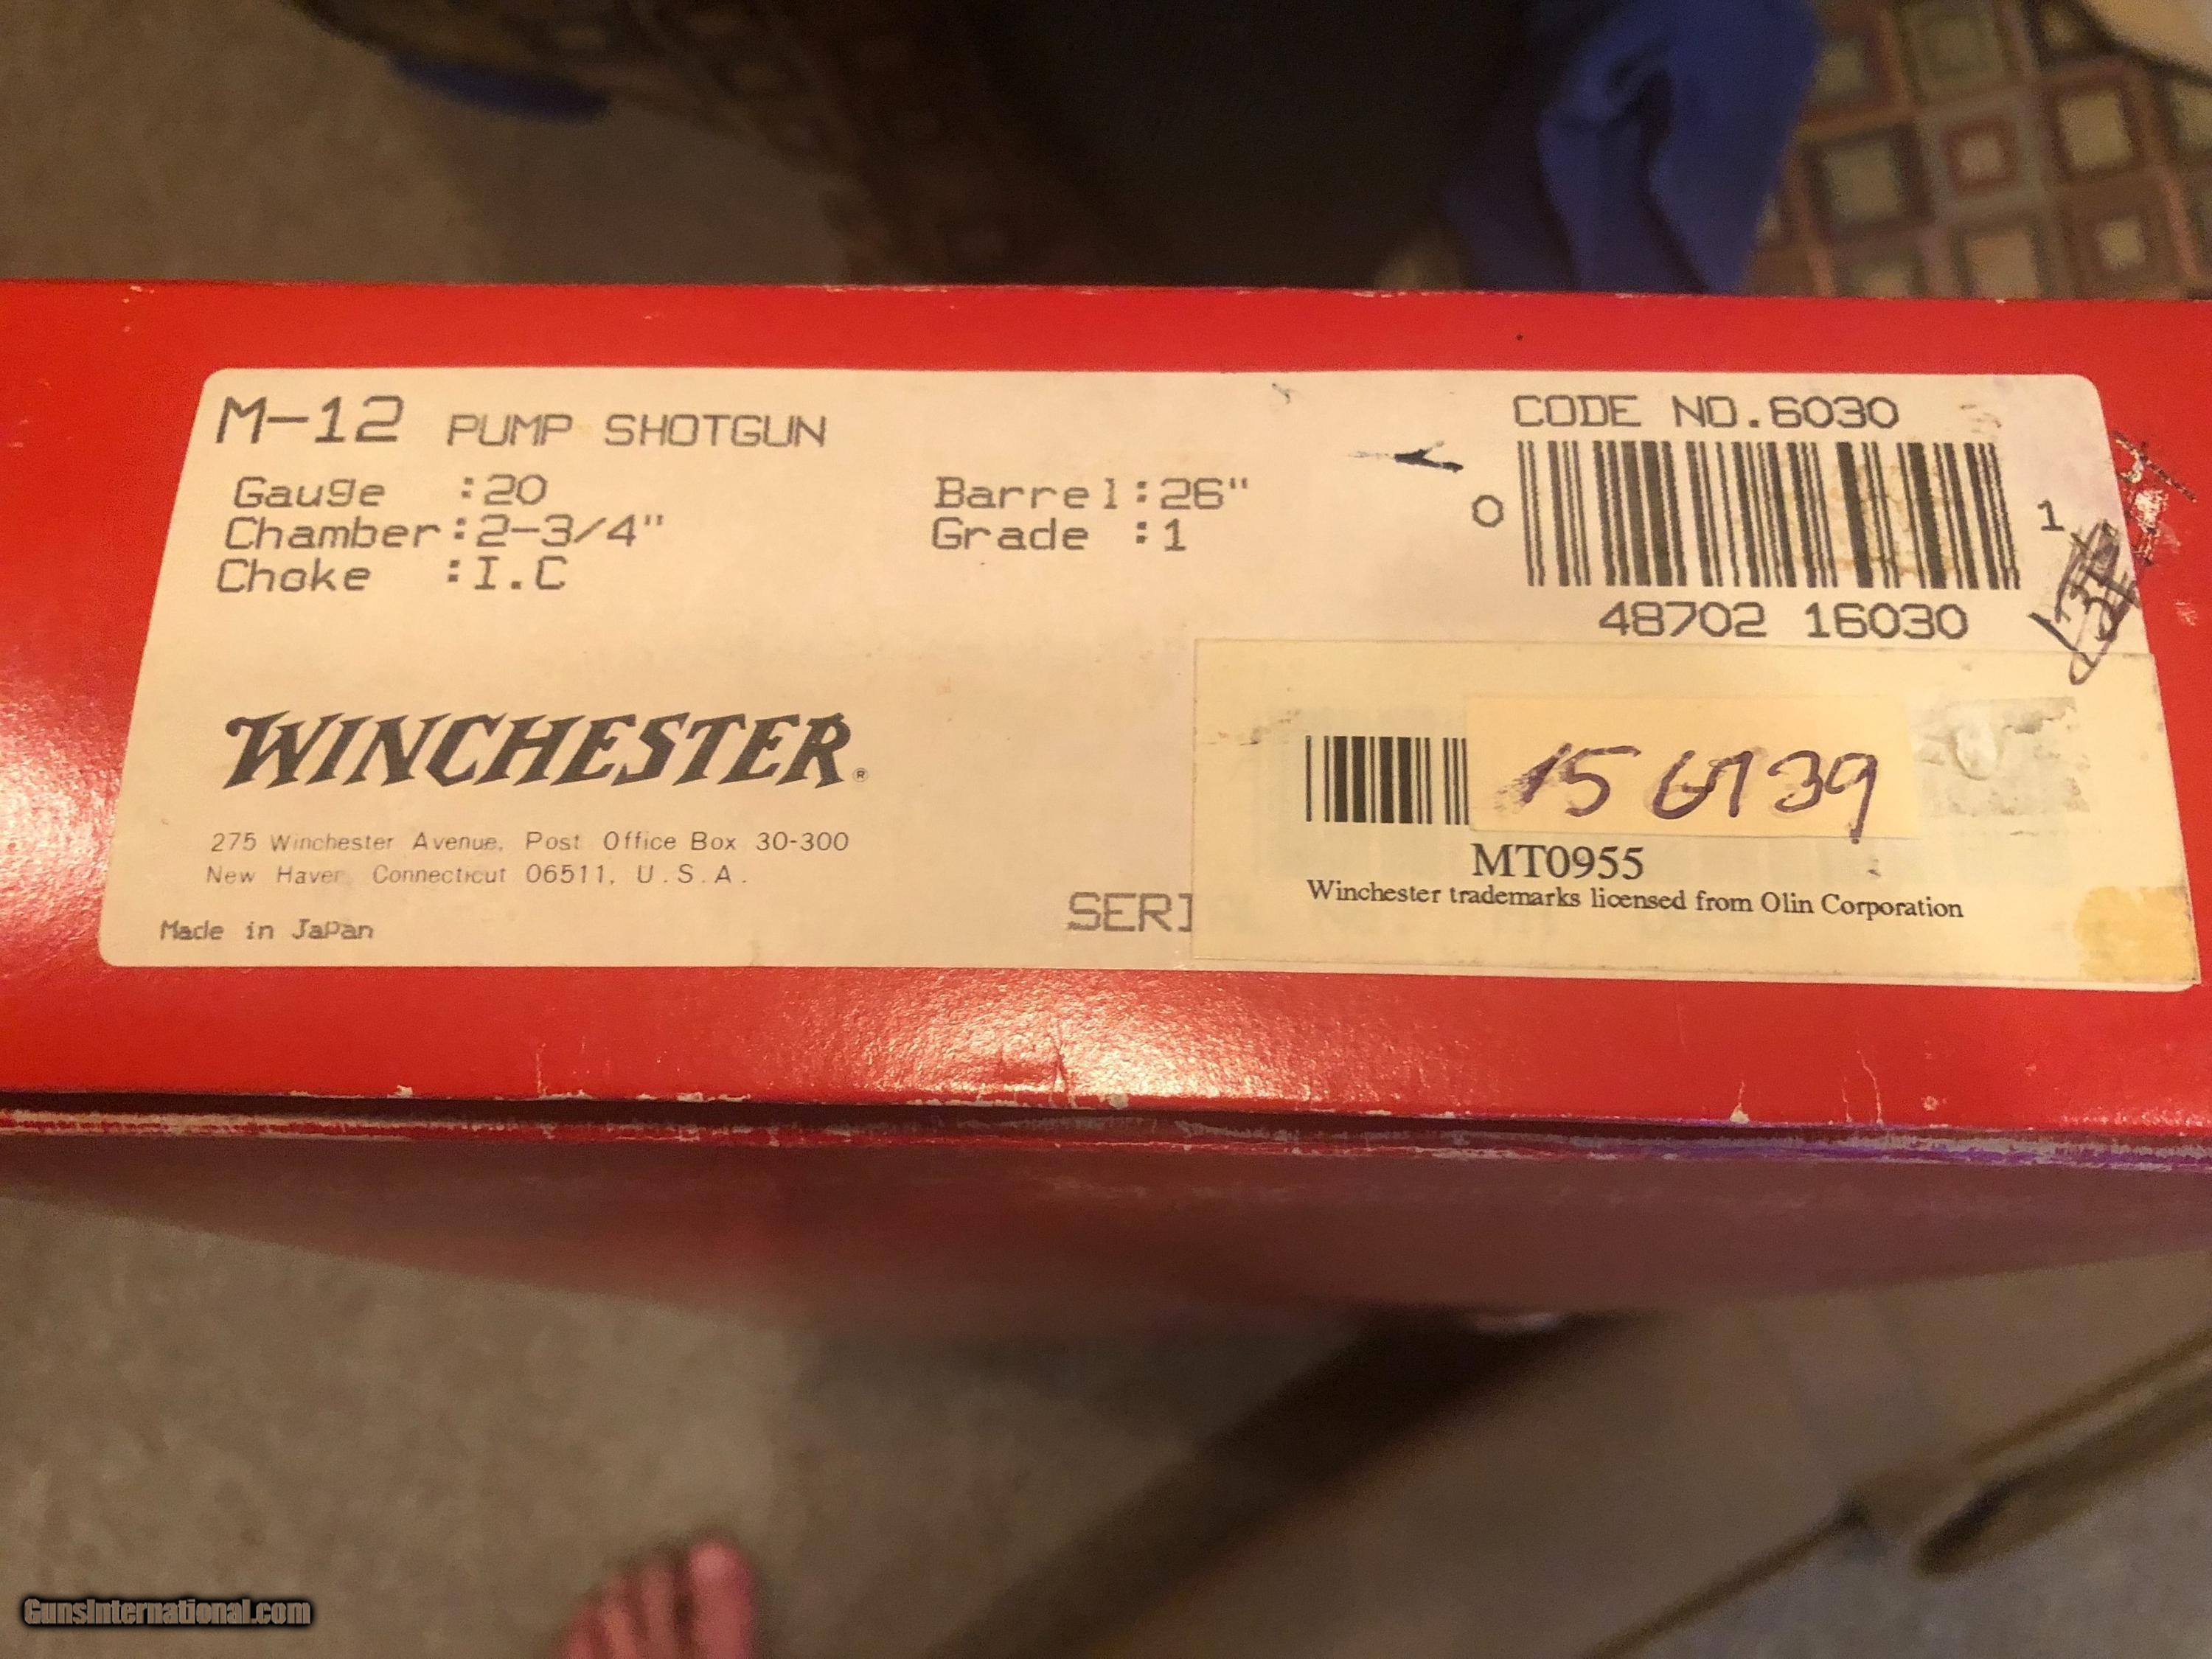 M-12 PUMP SHOTGUN
CODE NO.6030
Gauge :20
Barrel:26"
Chamber:2-3/4"
Grade :1
Choke :I.C
0
1
48702 16030
WINCHESTER®
275 Winchester Avenue, Post Office Box 30-300
New Haven, Connecticut 06511, U.S.A.
Made in Japan
SERI
MT0955
Winchester trademarks licensed from Olin Corporation
GunsInternational.com